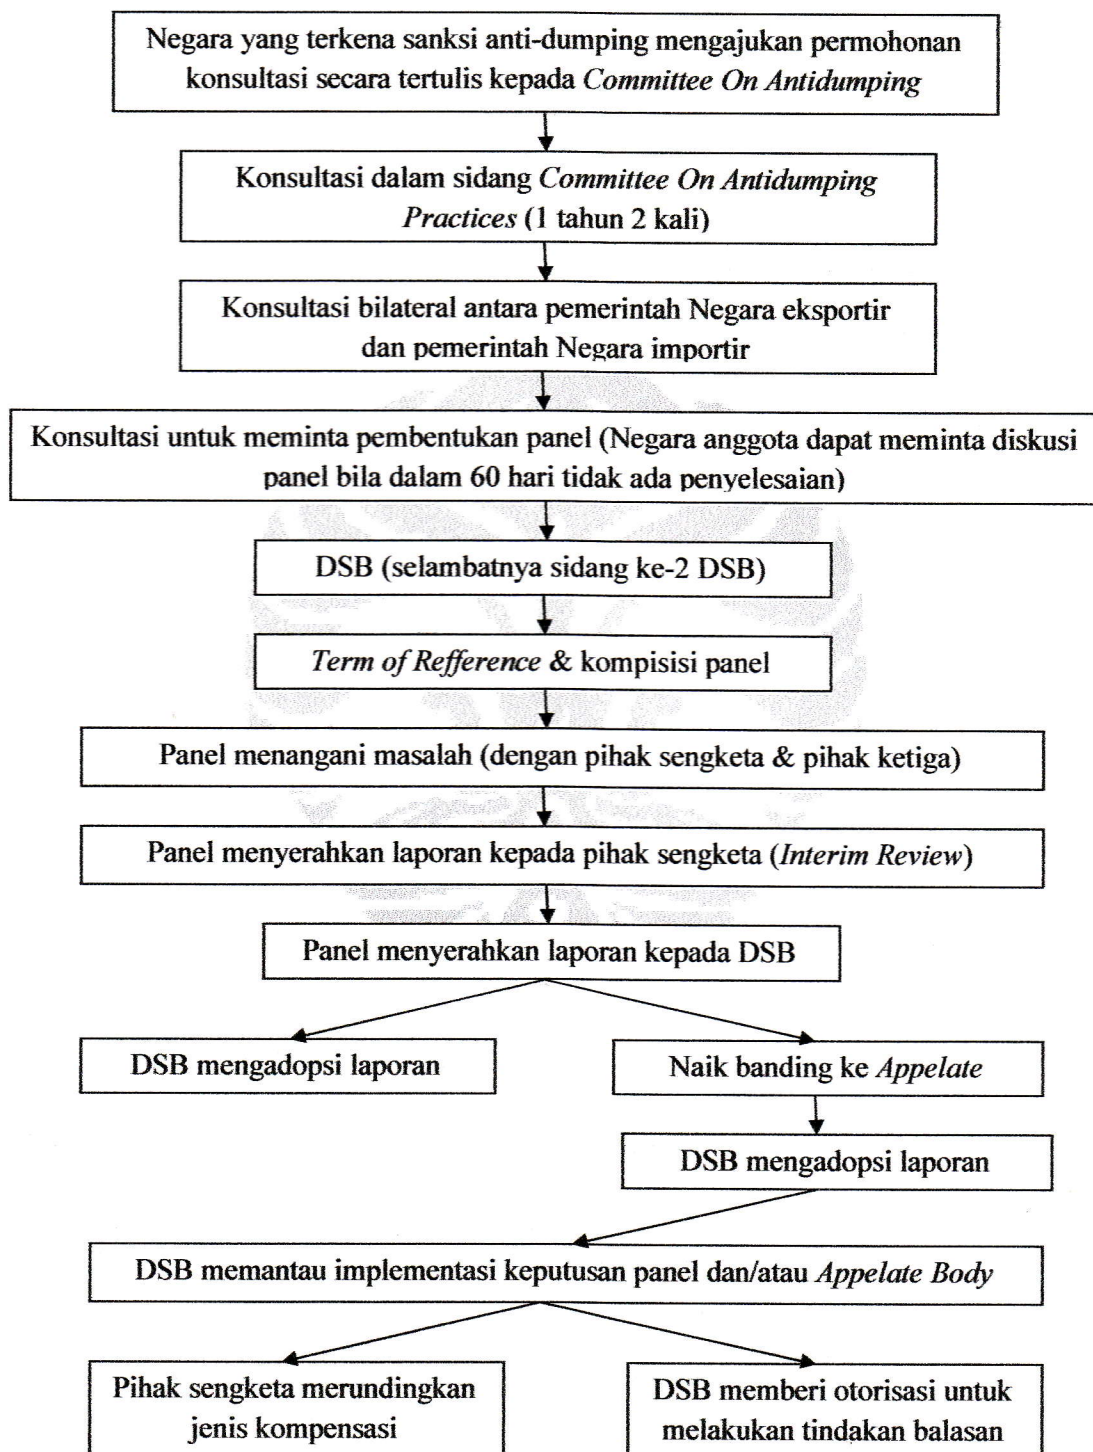 Negara yang terkena sanksi anti-dumping mengajukan permohonan
konsultasi secara tertulis kepada Committee On Antidumping
Konsultasi dalam sidang Committee On Antidumping
Practices (1 tahun 2 kali)
Konsultasi bilateral antara pemerintah Negara eksportir
dan pemerintah Negara importir
Konsultasi untuk meminta pembentukan panel (Negara anggota dapat meminta diskusi
panel bila dalam 60 hari tidak ada penyelesaian)
DSB (selambatnya sidang ke-2 DSB)
Term of Refference & kompisisi panel
Panel menangani masalah (dengan pihak sengketa & pihak ketiga)
Panel menyerahkan laporan kepada pihak sengketa (Interim Review)
Panel menyerahkan laporan kepada DSB
DSB mengadopsi laporan
Naik banding ke Appelate
DSB mengadopsi laporan
DSB memantau implementasi keputusan panel dan/atau Appelate Body
Pihak sengketa merundingkan
jenis kompensasi
DSB memberi otorisasi untuk
melakukan tindakan balasan